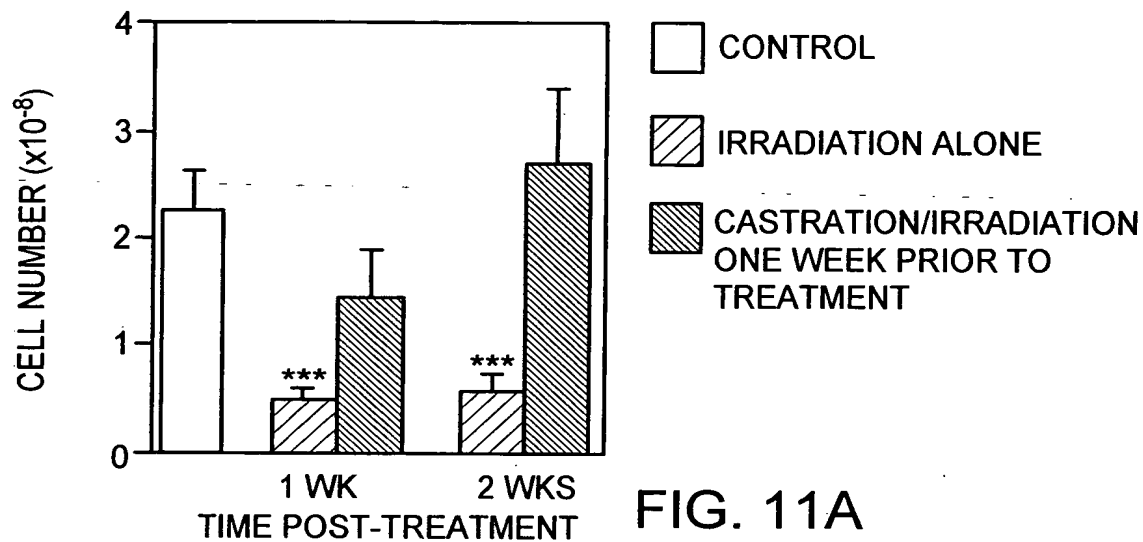 4
3
2
1
0
CELL NUMBER (x10⁻⁸)
***
***
1 WK
2 WKS
TIME POST-TREATMENT
CONTROL
IRRADIATION ALONE
CASTRATION/IRRADIATION
ONE WEEK PRIOR TO
TREATMENT
FIG. 11A